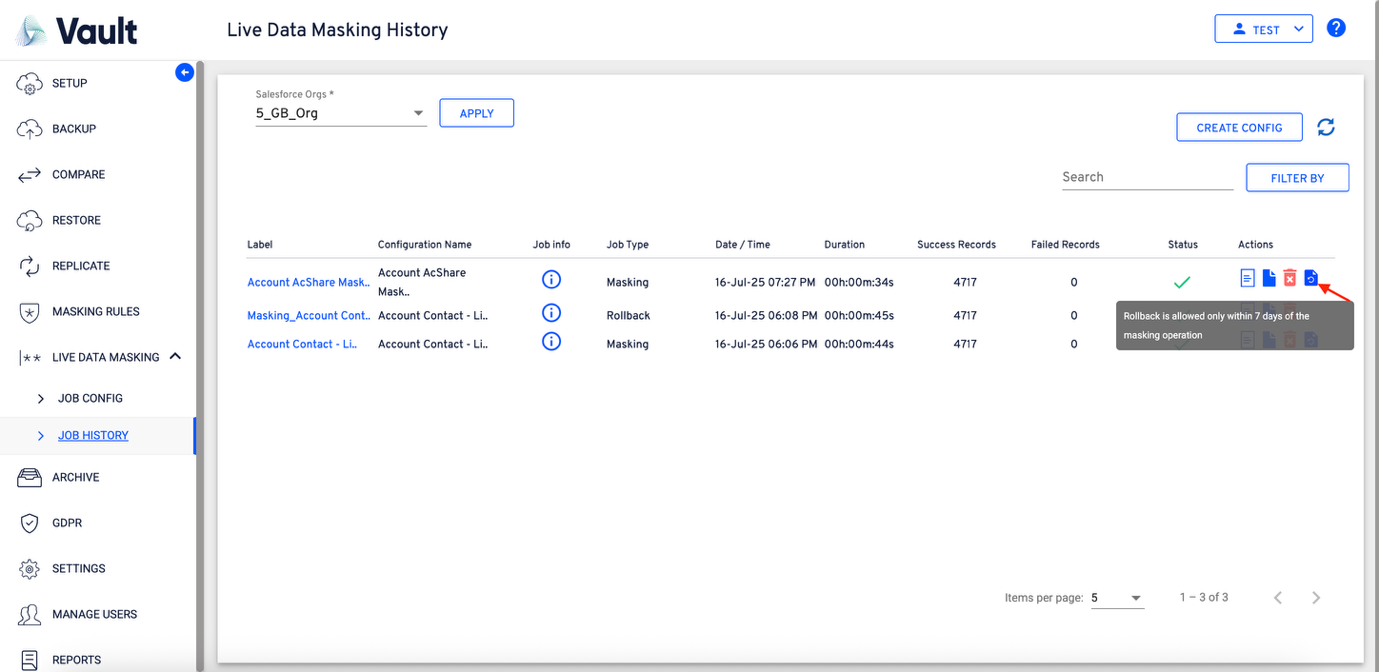 Vault
Live Data Masking History
TEST
?
SETUP
BACKUP
COMPARE
RESTORE
REPLICATE
MASKING RULES
|** LIVE DATA MASKING
JOB CONFIG
JOB HISTORY
ARCHIVE
GDPR
SETTINGS
MANAGE USERS
REPORTS
Salesforce Orgs *
5_GB_Org
APPLY
CREATE CONFIG
Search
FILTER BY
Label Configuration Name Job info Job Type Date / Time Duration Success Records Failed Records Status Actions
Account AcShare Mask.. Account AcShare Mask.. Masking 16-Jul-25 07:27 PM 00h:00m:34s 4717 0
Masking_Account Cont.. Account Contact - Li.. Rollback 16-Jul-25 06:08 PM 00h:00m:45s 4717 0
Account Contact - Li.. Account Contact - Li.. Masking 16-Jul-25 06:06 PM 00h:00m:44s 4717 0
Rollback is allowed only within 7 days of the
masking operation
Items per page: 5 1 – 3 of 3